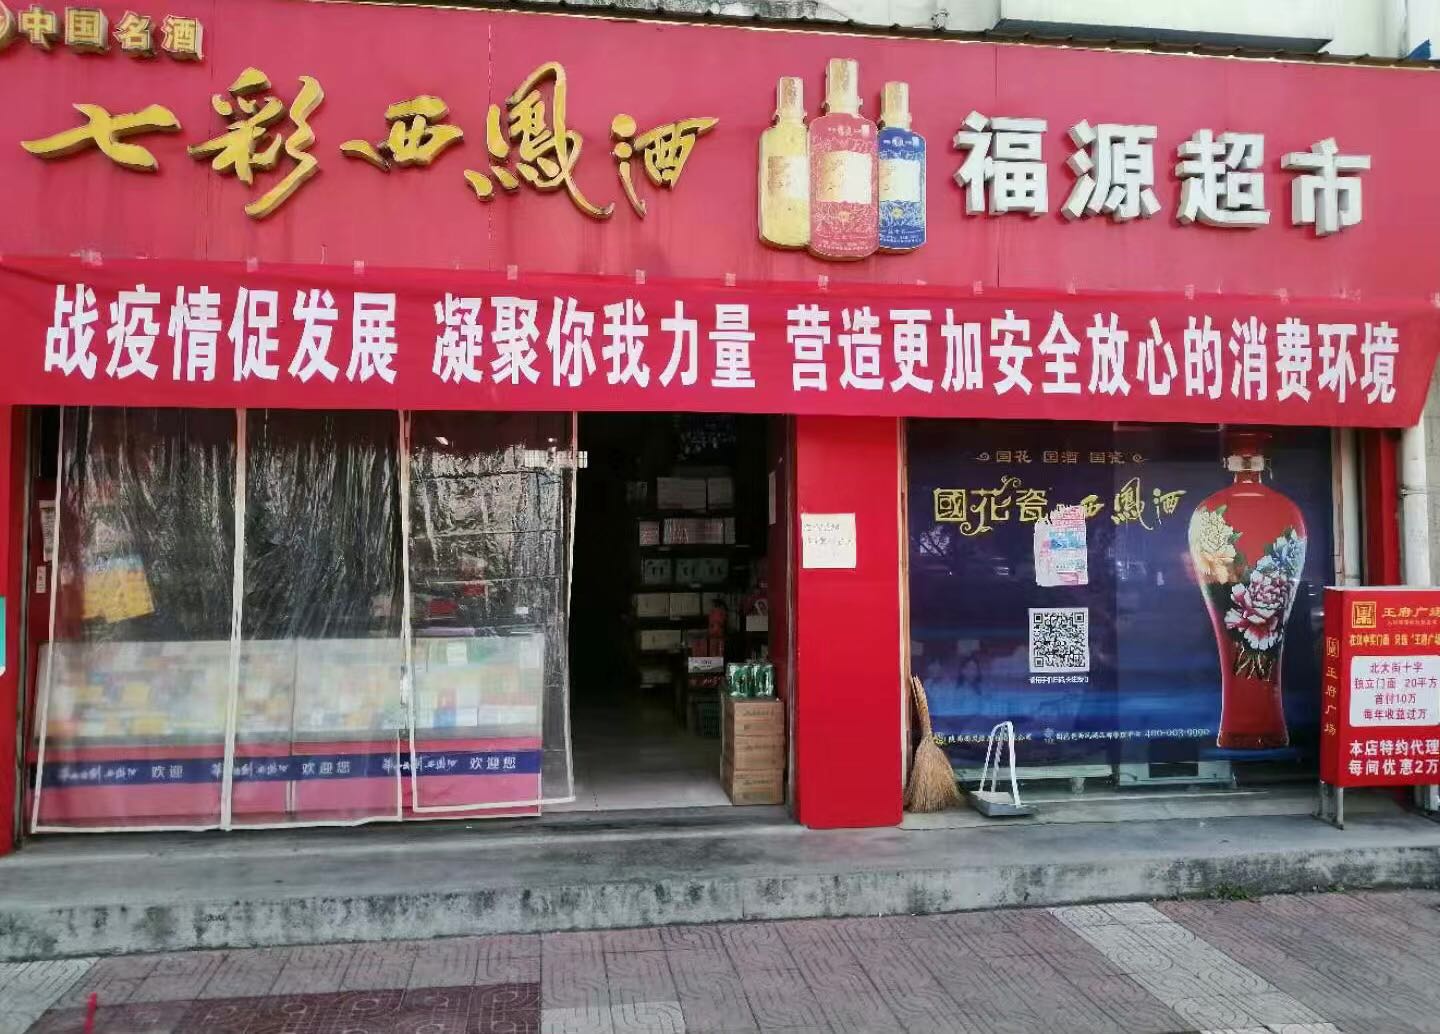 中国名酒
七彩西鳳酒
福源超市
战疫情促发展 凝聚你我力量 营造更加安全放心的消费环境
国花 国酒 国瓷
國花瓷 西鳳酒
400-003-9990
欢迎
欢迎您
欢迎您
王府广场
北大街十字
独立门面 20平方
首付10万
每年收益过万
本店特约代理
每间优惠2万
王府广场